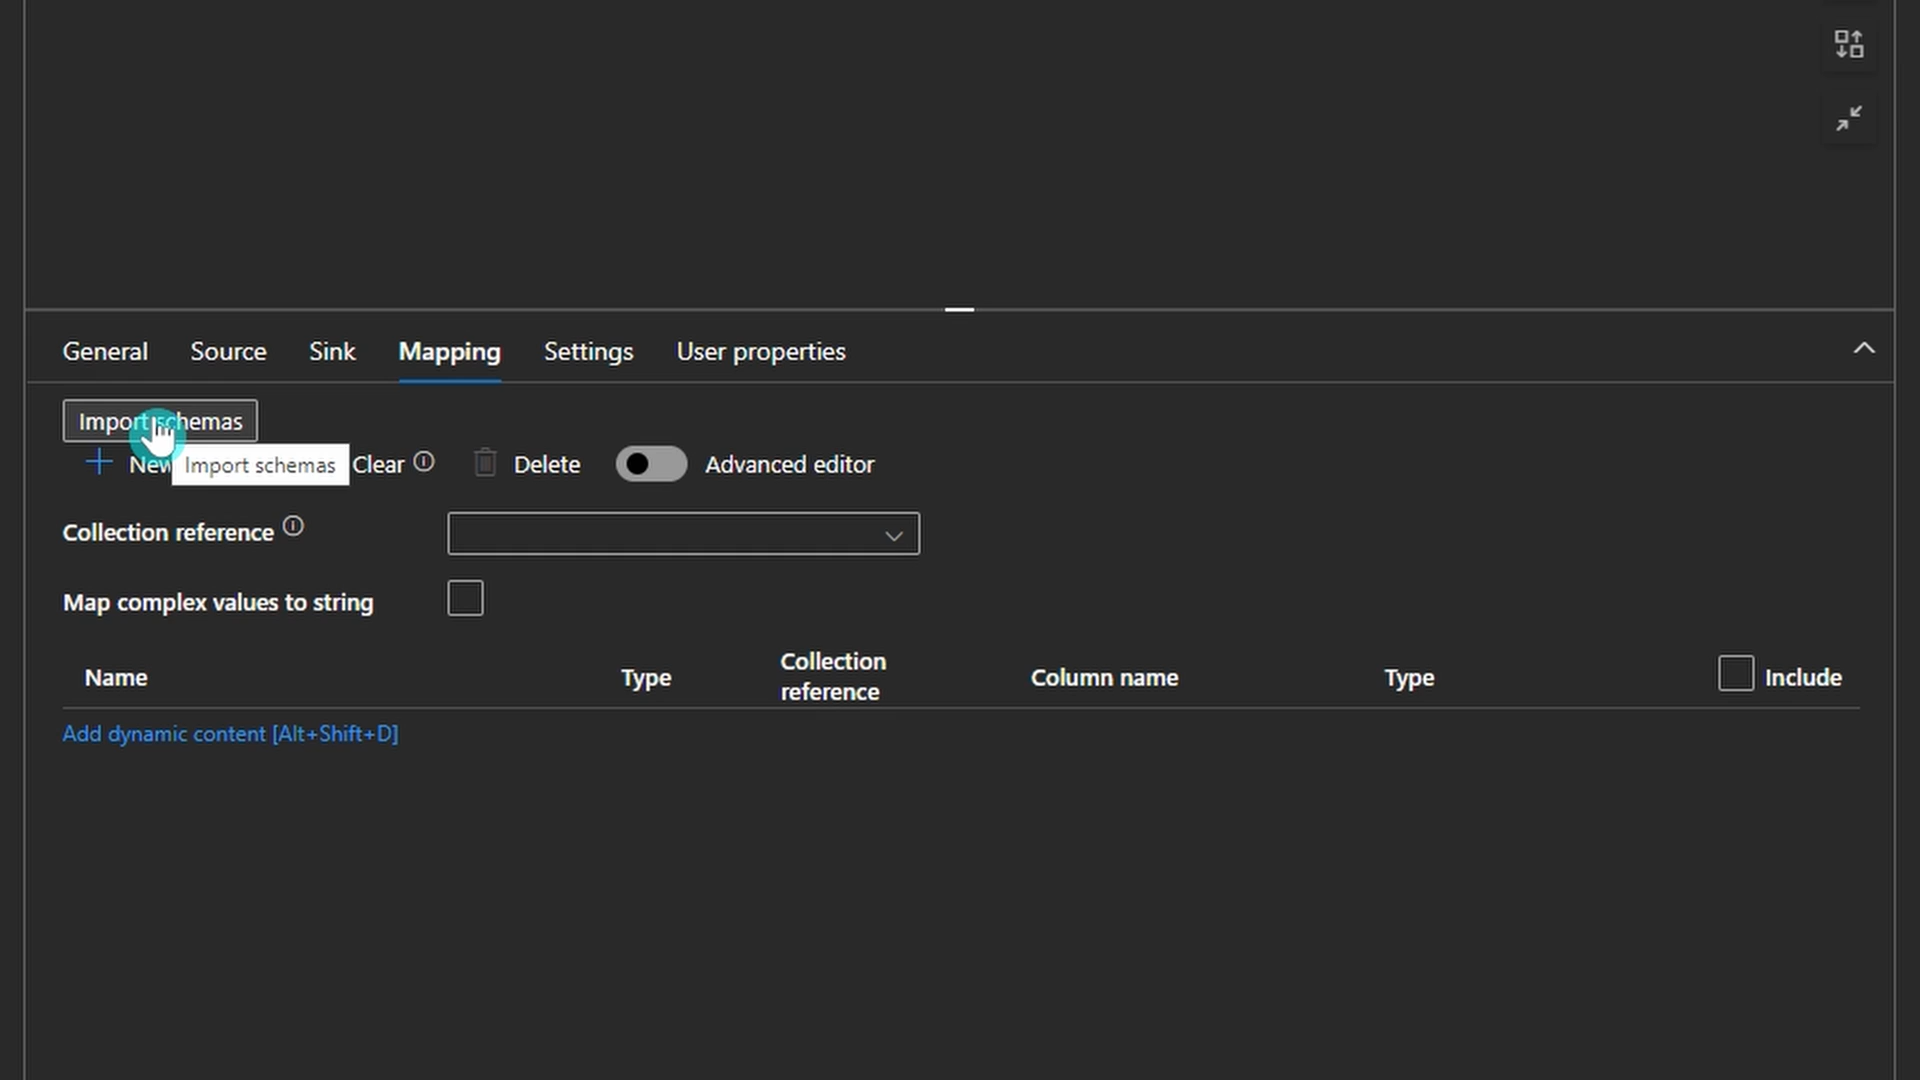 General Source Sink Mapping Settings User properties
Import schemas
New Import schemas Clear Delete Advanced editor
Collection reference
Map complex values to string
Name Type Collection reference Column name Type Include
Add dynamic content [Alt+Shift+D]